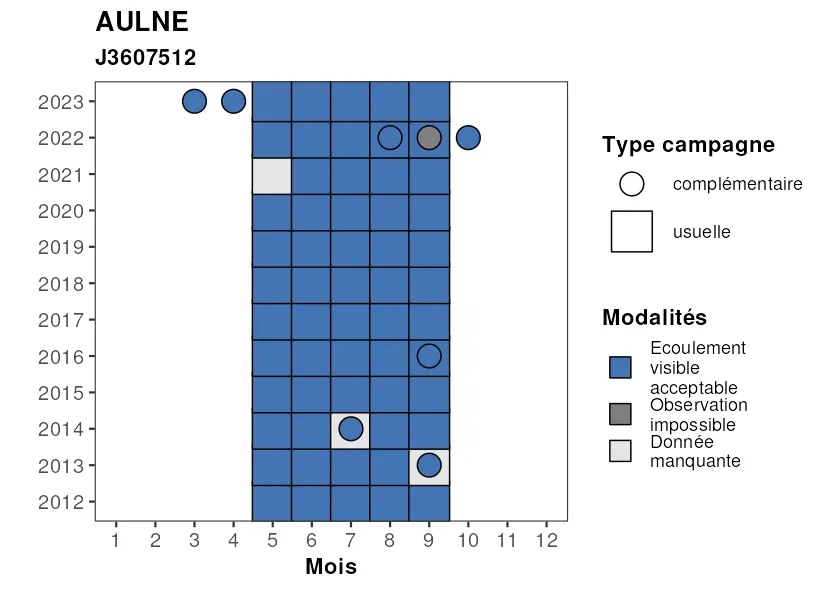 AULNE
J3607512
2023
2022
2021
2020
2019
2018
2017
2016
2015
2014
2013
2012
1 2 3 4 5 6 7 8 9 10 11 12
Mois
Type campagne
complémentaire
usuelle
Modalités
Ecoulement
visible
acceptable
Observation
impossible
Donnée
manquante